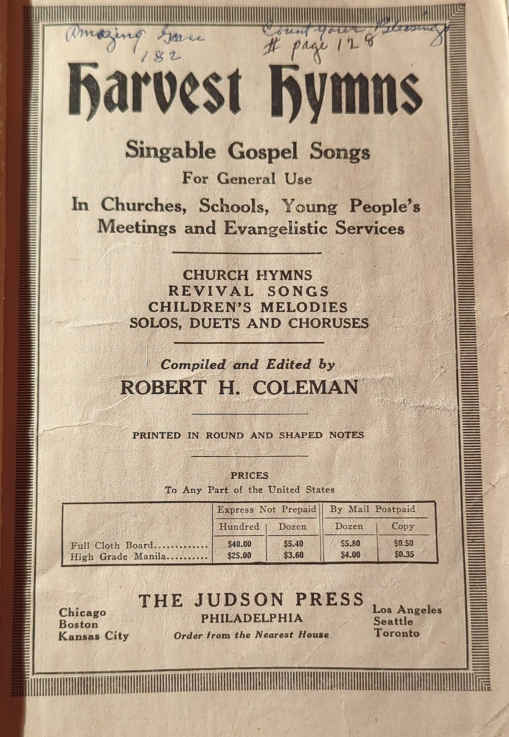 Amazing Grace
182
Count your Blessings
# page 128
Harvest Hymns
Singable Gospel Songs
For General Use
In Churches, Schools, Young People's
Meetings and Evangelistic Services
CHURCH HYMNS
REVIVAL SONGS
CHILDREN'S MELODIES
SOLOS, DUETS AND CHORUSES
Compiled and Edited by
ROBERT H. COLEMAN
PRINTED IN ROUND AND SHAPED NOTES
PRICES
To Any Part of the United States
Express Not Prepaid By Mail Postpaid
Hundred Dozen Dozen Copy
Full Cloth Board............. $40.00 $5.40 $5.80 $0.50
High Grade Manila.......... $25.00 $3.60 $4.00 $0.35
THE JUDSON PRESS
PHILADELPHIA
Order from the Nearest House
Chicago
Boston
Kansas City
Los Angeles
Seattle
Toronto